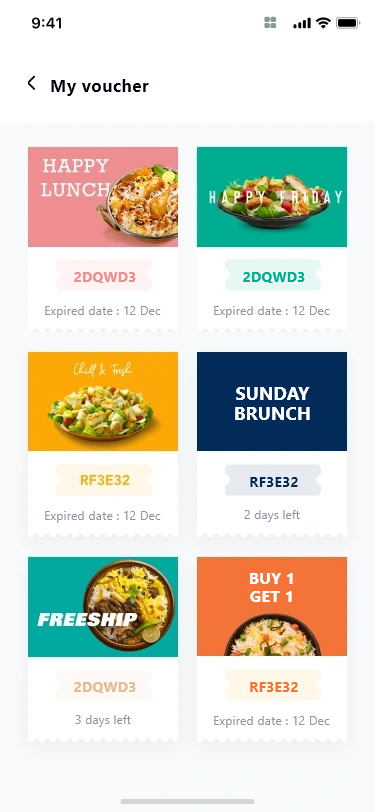 9:41
My voucher
HAPPY
LUNCH
2DQWD3
Expired date : 12 Dec
HAPPY FRIDAY
2DQWD3
Expired date : 12 Dec
Chill & Fresh
RF3E32
Expired date : 12 Dec
SUNDAY
BRUNCH
RF3E32
2 days left
FREESHIP
2DQWD3
3 days left
BUY 1
GET 1
RF3E32
Expired date : 12 Dec